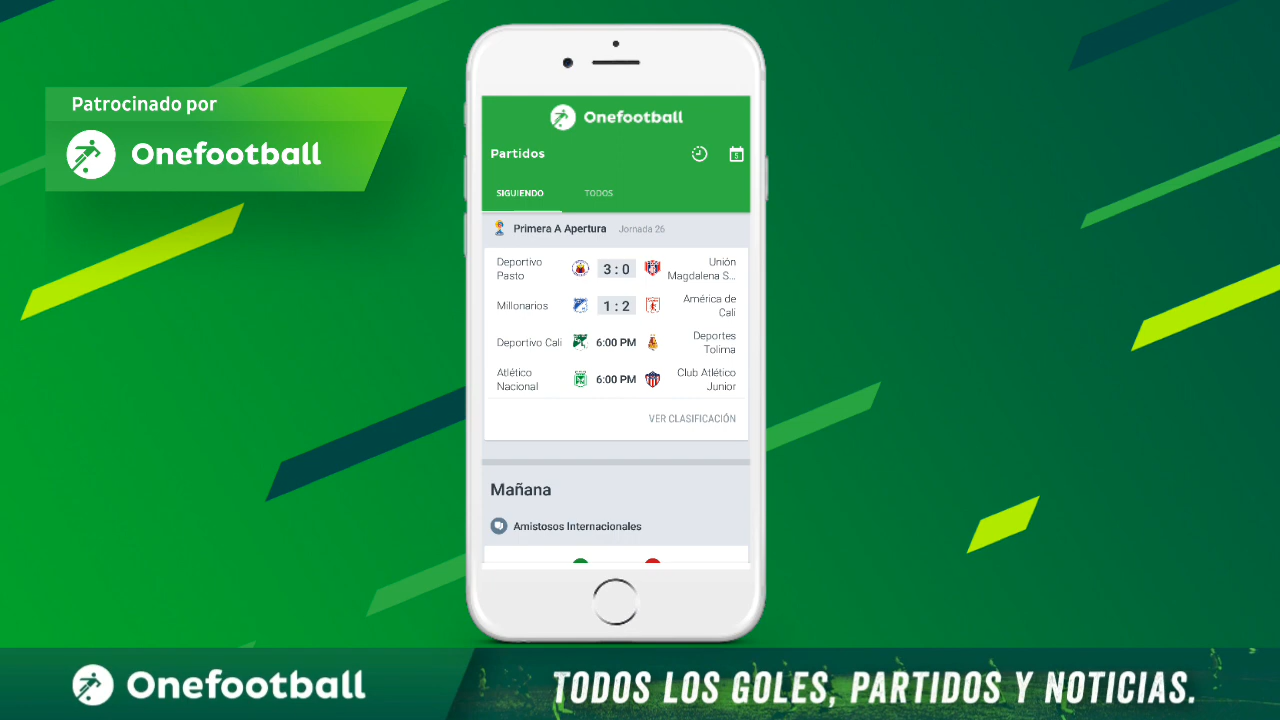 Patrocinado por
Onefootball
Onefootball
Partidos
5
SIGUIENDO TODOS
Primera A Apertura Jornada 26
Deportivo
Pasto
3 : 0
Unión
Magdalena S...
Millonarios
1 : 2
América de
Cali
Deportivo Cali
6:00 PM
Deportes
Tolima
Atlético
Nacional
6:00 PM
Club Atlético
Junior
VER CLASIFICACIÓN
Mañana
Amistosos Internacionales
Onefootball
TODOS LOS GOLES, PARTIDOS Y NOTICIAS.